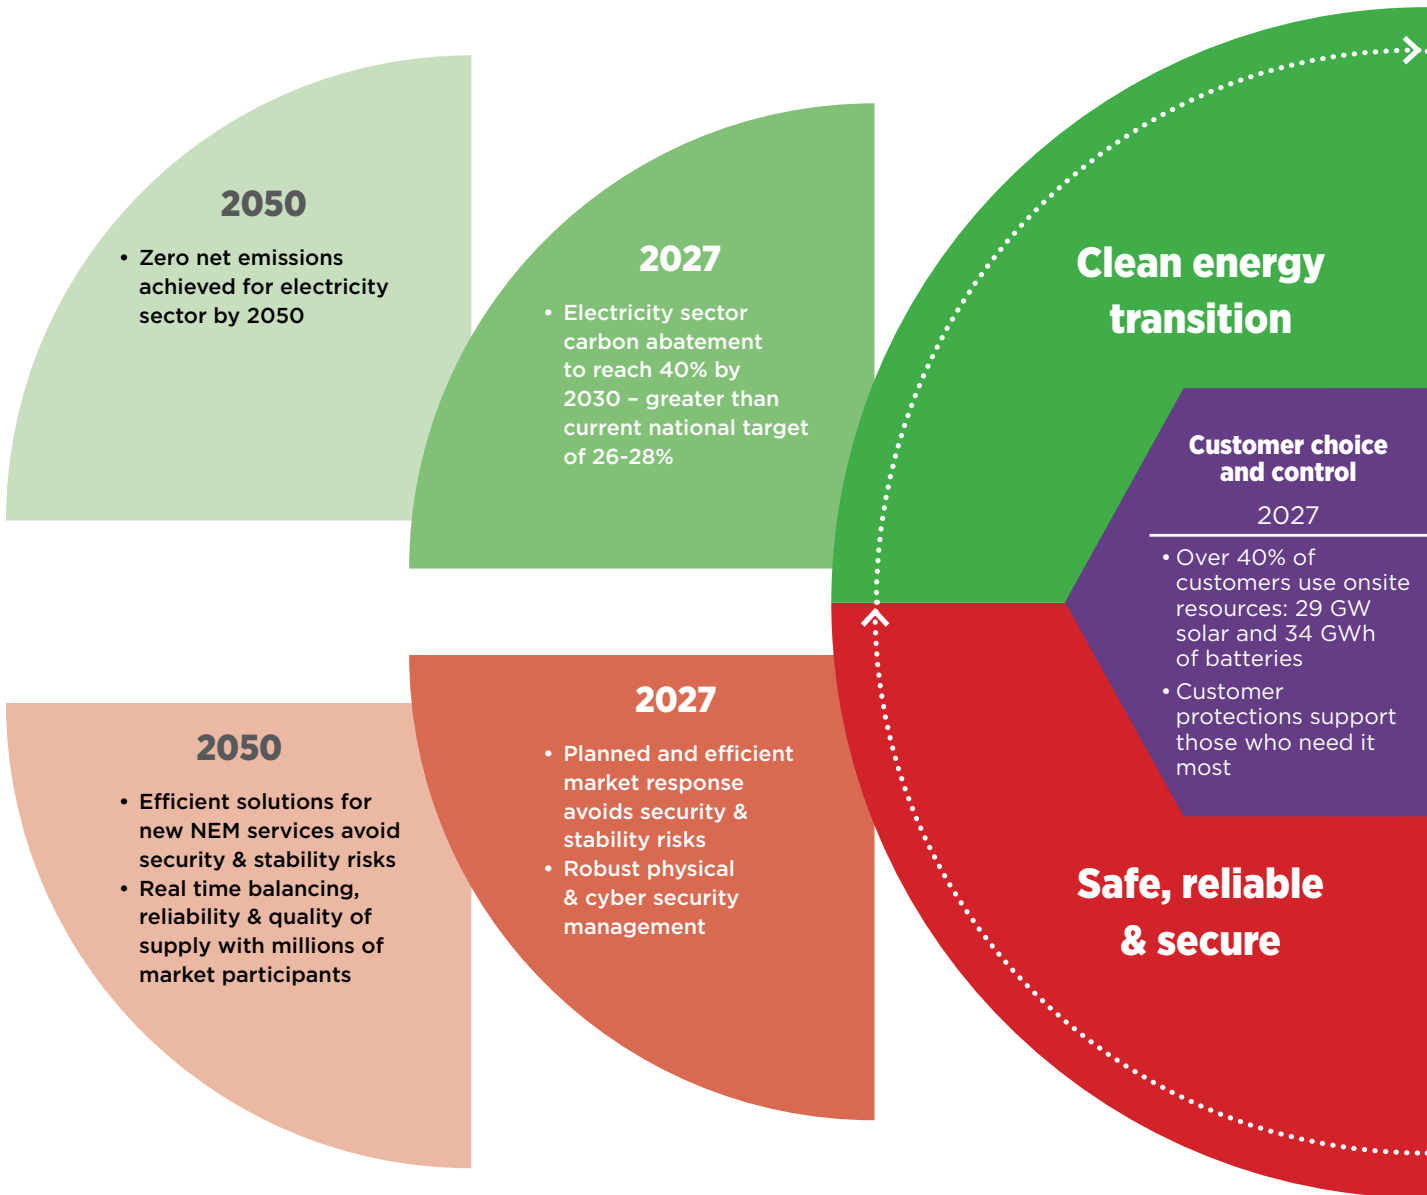 2050
• Zero net emissions
achieved for electricity
sector by 2050
2027
• Electricity sector
carbon abatement
to reach 40% by
2030 – greater than
current national target
of 26-28%
Clean energy
transition
Customer choice
and control
2027
• Over 40% of
customers use onsite
resources: 29 GW
solar and 34 GWh
of batteries
• Customer
protections support
those who need it
most
2050
• Efficient solutions for
new NEM services avoid
security & stability risks
• Real time balancing,
reliability & quality of
supply with millions of
market participants
2027
• Planned and efficient
market response
avoids security &
stability risks
• Robust physical
& cyber security
management
Safe, reliable
& secure